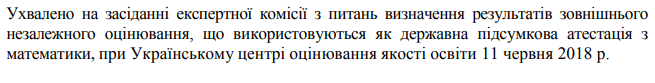 Ухвалено на засіданні експертної комісії з питань визначення результатів зовнішнього
незалежного оцінювання, що використовуються як державна підсумкова атестація з
математики, при Українському центрі оцінювання якості освіти 11 червня 2018 р.